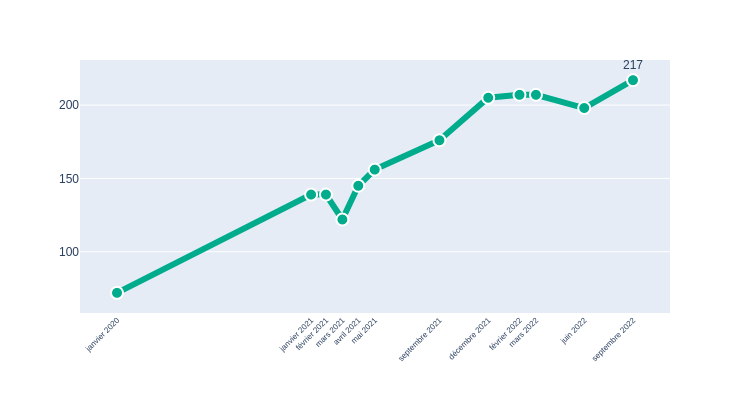 217
200
150
100
janvier 2020
janvier 2021
février 2021
mars 2021
avril 2021
mai 2021
septembre 2021
décembre 2021
février 2022
mars 2022
juin 2022
septembre 2022